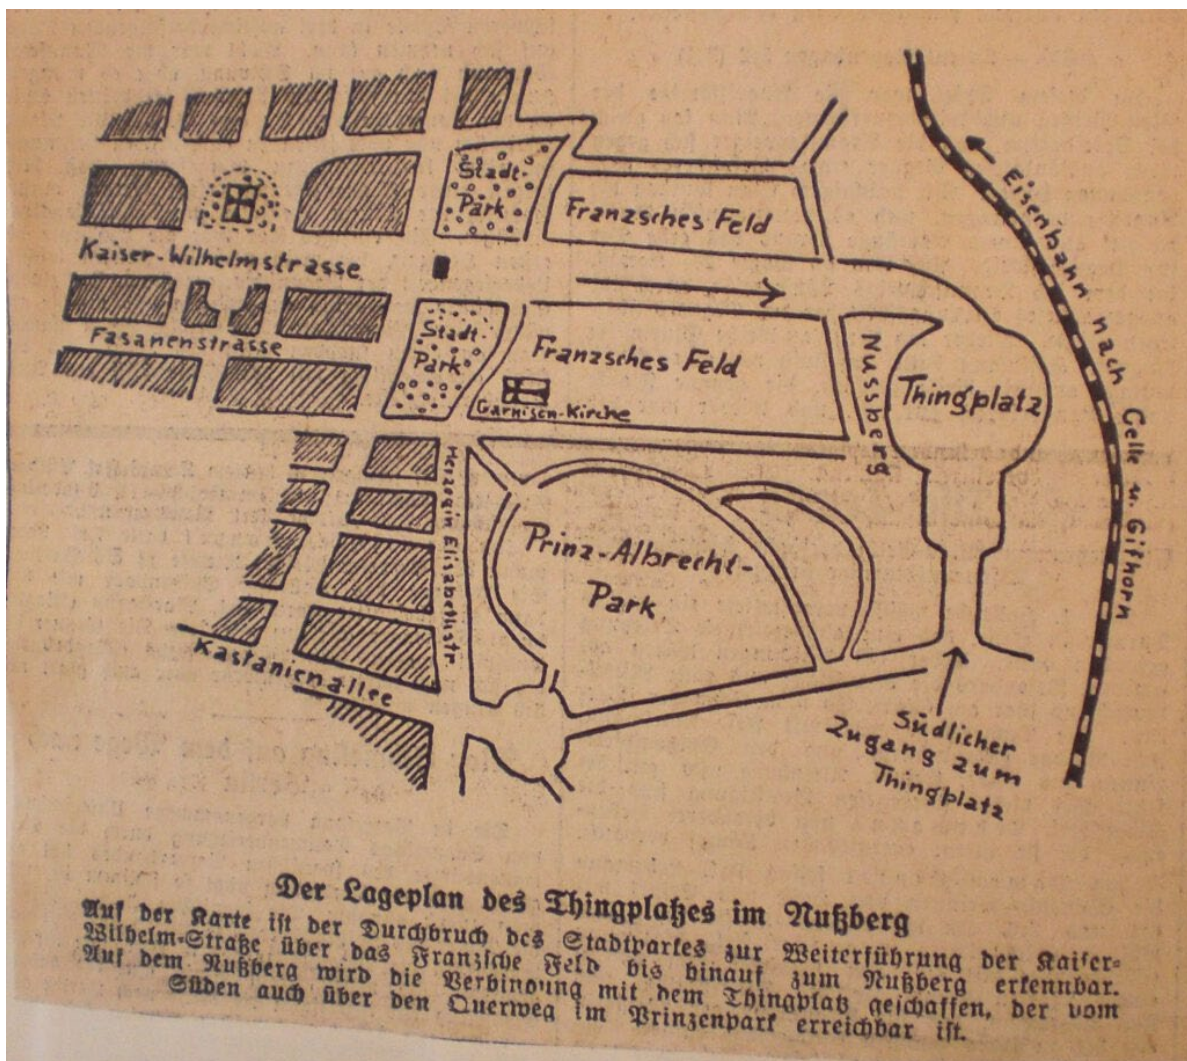 Stadt-
Park
Franzsches Feld
Eisenbahn nach Celle u. Gifhorn
Kaiser-Wilhelmstrasse
Fasanenstrasse
Stadt-
Park
Franzsches Feld
Garnison-Kirche
Nussberg
Thingplatz
Herzogin Elisabethstr.
Prinz-Albrecht-
Park
Kastanienallee
Südlicher
Zugang zum
Thingplatz
Der Lageplan des Thingplatzes im Nußberg
Auf der Karte ist der Durchbruch des Stadtparkes zur Weiterführung der Kaiser-
Wilhelm-Straße über das Franzsche Feld bis hinauf zum Nußberg erkennbar.
Auf dem Nußberg wird die Verbindung mit dem Thingplatz geschaffen, der vom
Süden auch über den Querweg im Prinzenpark erreichbar ist.